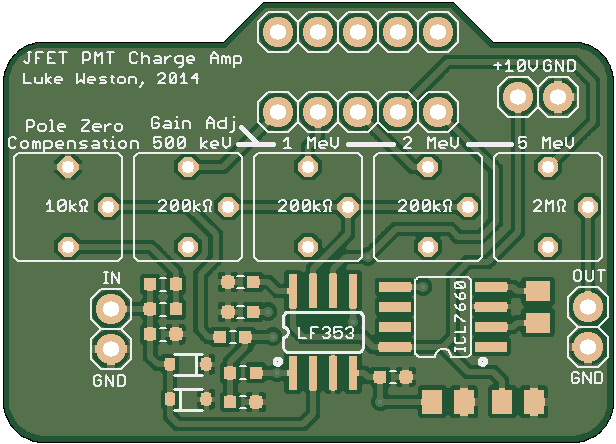 JFET PMT Charge Amp
Luke Weston, 2014
+10V GND
Pole Zero
Compensation
Gain Adj
500 keV
1 MeV
2 MeV
5 MeV
10kΩ
200kΩ
200kΩ
200kΩ
2MΩ
IN
GND
LF353
ICL7660
OUT
GND